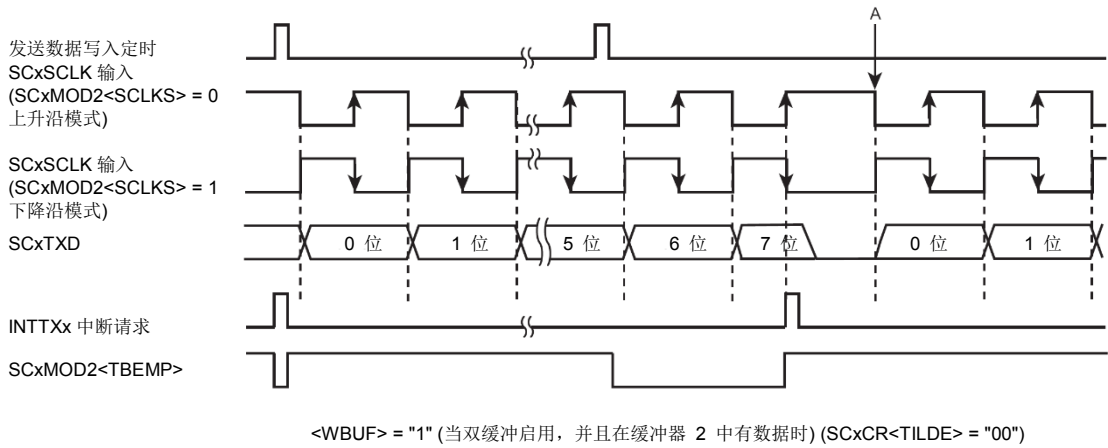 A
发送数据写入定时
SCxSCLK 输入
(SCxMOD2<SCLKS> = 0
上升沿模式)
SCxSCLK 输入
(SCxMOD2<SCLKS> = 1
下降沿模式)
SCxTXD
0 位
1 位
5 位
6 位
7 位
0 位
1 位
INTTXx 中断请求
SCxMOD2<TBEMP>
<WBUF> = "1" (当双缓冲启用，并且在缓冲器 2 中有数据时) (SCxCR<TILDE> = "00")